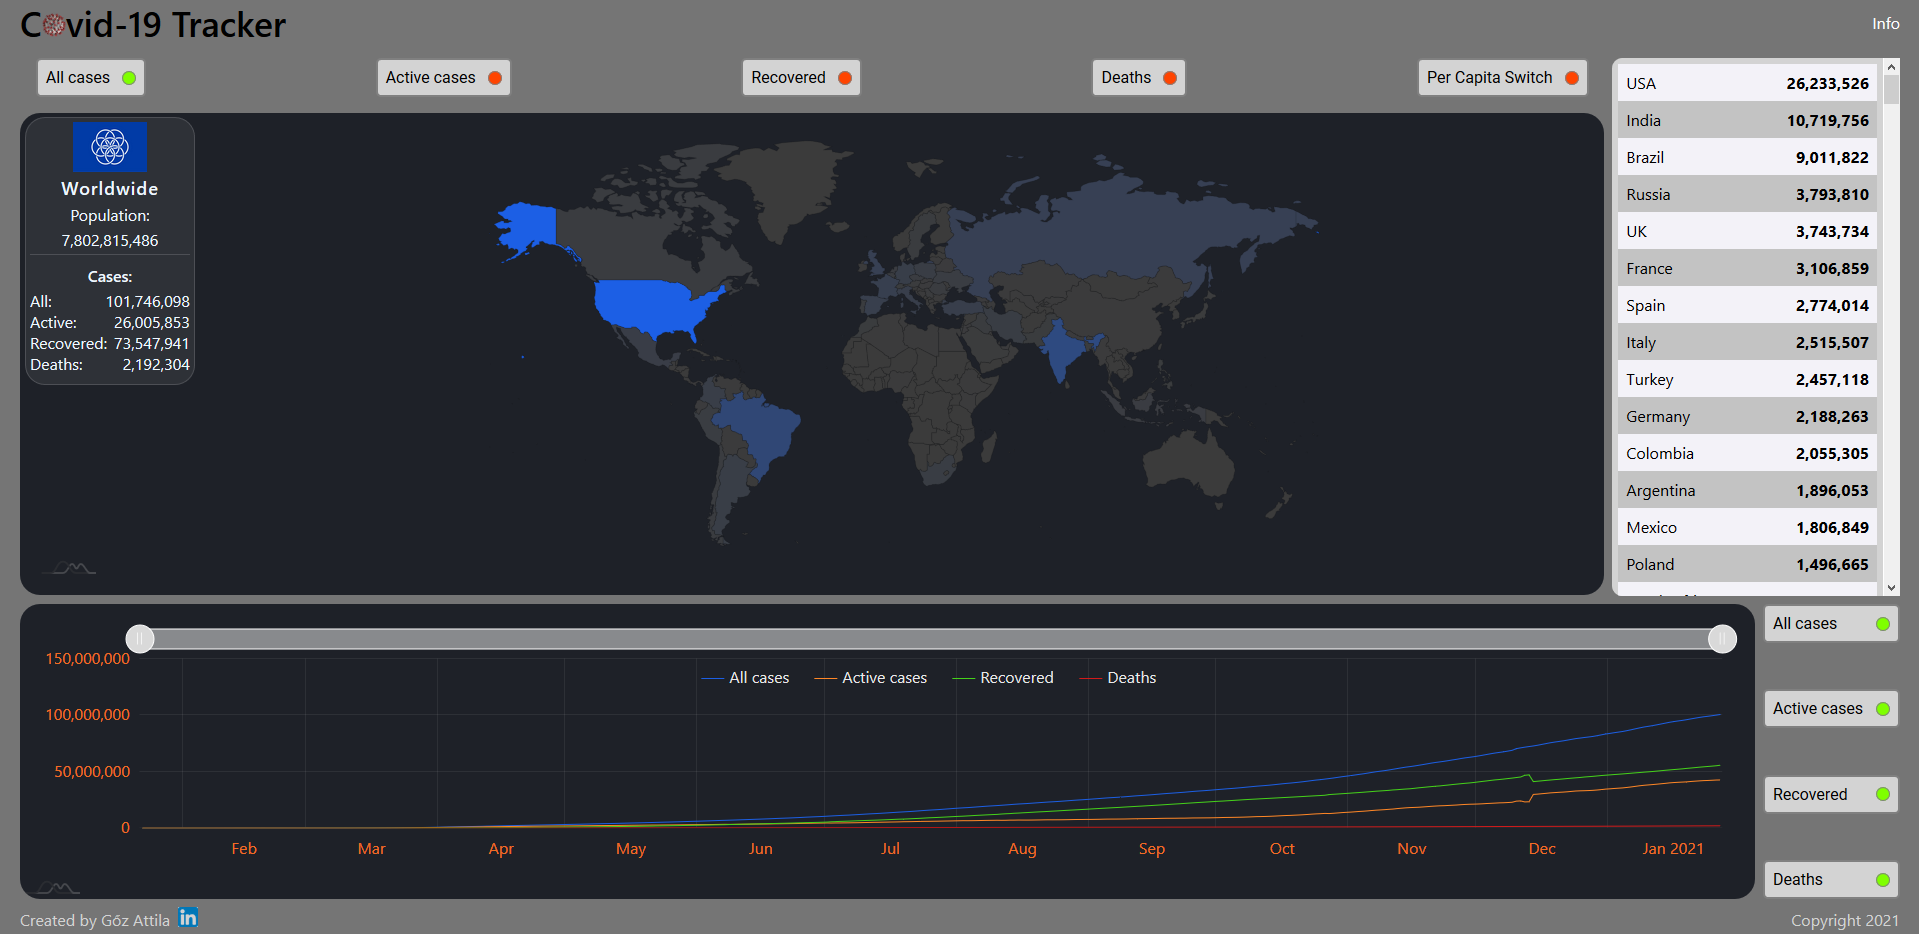 Covid-19 Tracker
Info
All cases
Active cases
Recovered
Deaths
Per Capita Switch
Worldwide
Population:
7,802,815,486
Cases:
All: 101,746,098
Active: 26,005,853
Recovered: 73,547,941
Deaths: 2,192,304
USA 26,233,526
India 10,719,756
Brazil 9,011,822
Russia 3,793,810
UK 3,743,734
France 3,106,859
Spain 2,774,014
Italy 2,515,507
Turkey 2,457,118
Germany 2,188,263
Colombia 2,055,305
Argentina 1,896,053
Mexico 1,806,849
Poland 1,496,665
150,000,000
100,000,000
50,000,000
0
All cases Active cases Recovered Deaths
Feb Mar Apr May Jun Jul Aug Sep Oct Nov Dec Jan 2021
All cases
Active cases
Recovered
Deaths
Created by Gőz Attila in
Copyright 2021